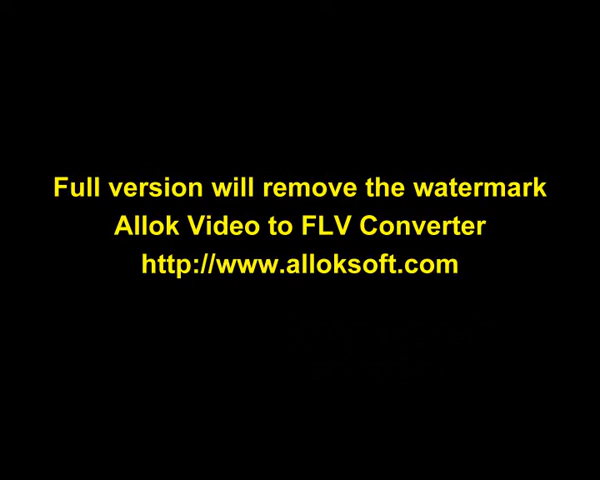 Full version will remove the watermark
Allok Video to FLV Converter
http://www.alloksoft.com